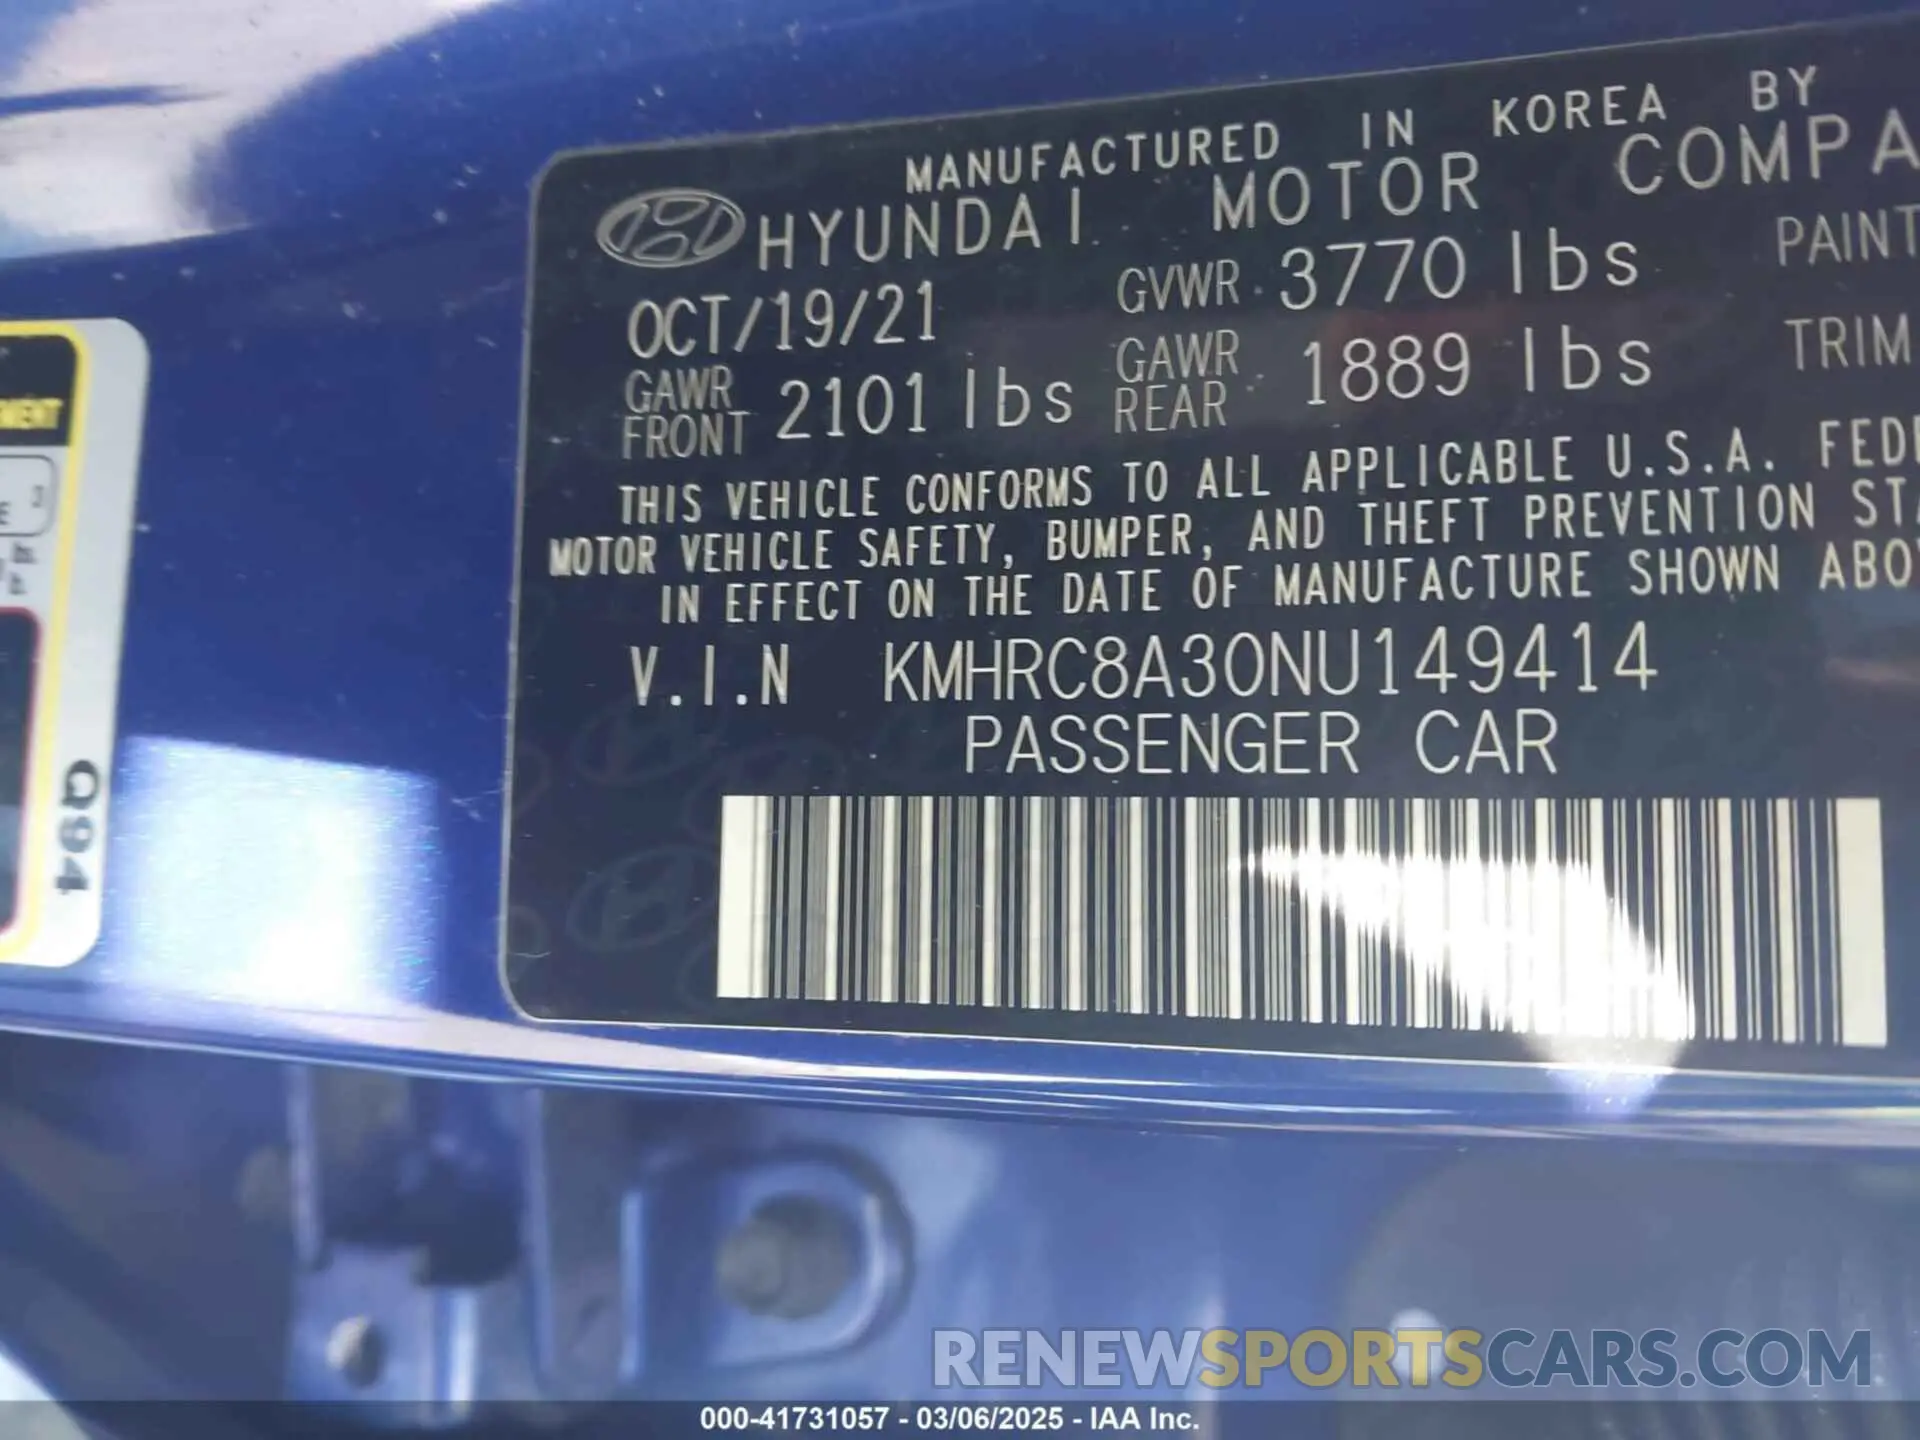 MANUFACTURED IN KOREA BY
HYUNDAI MOTOR COMPA
OCT/19/21 GVWR 3770 lbs PAINT
GAWR FRONT 2101 lbs GAWR REAR 1889 lbs TRIM
THIS VEHICLE CONFORMS TO ALL APPLICABLE U.S.A. FED
MOTOR VEHICLE SAFETY, BUMPER, AND THEFT PREVENTION STA
IN EFFECT ON THE DATE OF MANUFACTURE SHOWN ABO
V.I.N KMHRC8A30NU149414
PASSENGER CAR
Q94
RENEWSPORTSCARS.COM
000-41731057 - 03/06/2025 - IAA Inc.